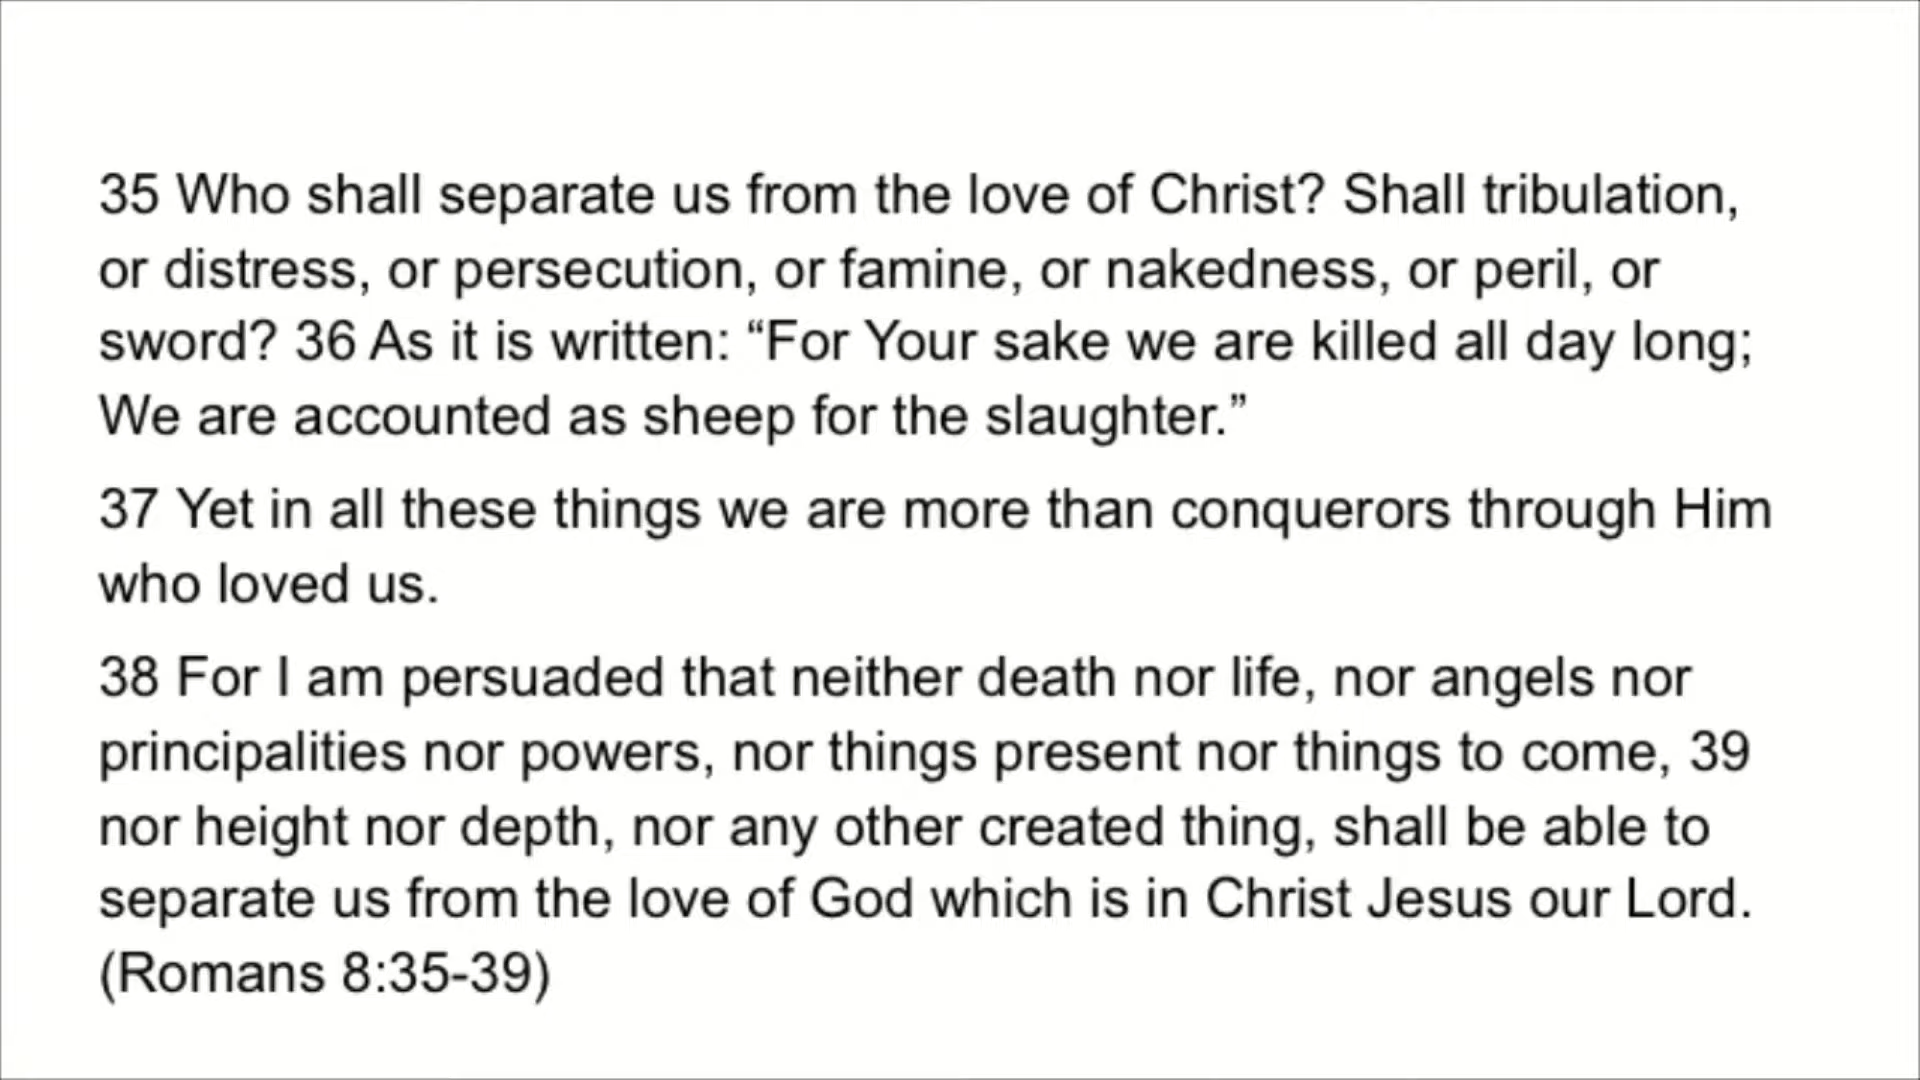 35 Who shall separate us from the love of Christ? Shall tribulation,
or distress, or persecution, or famine, or nakedness, or peril, or
sword? 36 As it is written: “For Your sake we are killed all day long;
We are accounted as sheep for the slaughter.”
37 Yet in all these things we are more than conquerors through Him
who loved us.
38 For I am persuaded that neither death nor life, nor angels nor
principalities nor powers, nor things present nor things to come, 39
nor height nor depth, nor any other created thing, shall be able to
separate us from the love of God which is in Christ Jesus our Lord.
(Romans 8:35-39)